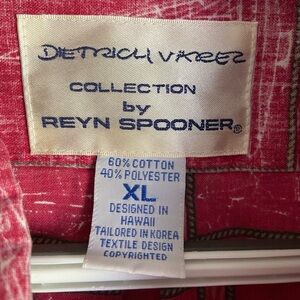 DIETRICH VAREZ
COLLECTION
by
REYN SPOONER®
60% COTTON
40% POLYESTER
XL
DESIGNED IN
HAWAII
TAILORED IN KOREA
TEXTILE DESIGN
COPYRIGHTED